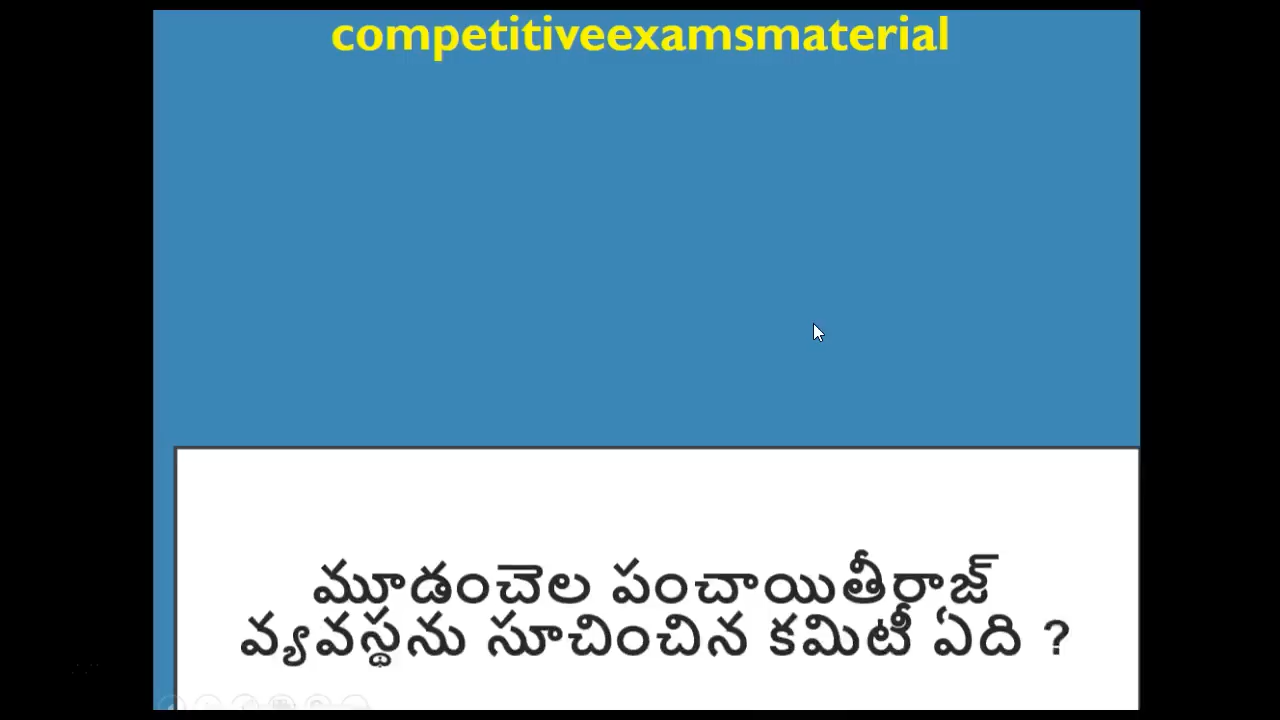 competitiveexamsmaterial
మూడంచెల పంచాయితీరాజ్
వ్యవస్థను సూచించిన కమిటీ ఏది ?